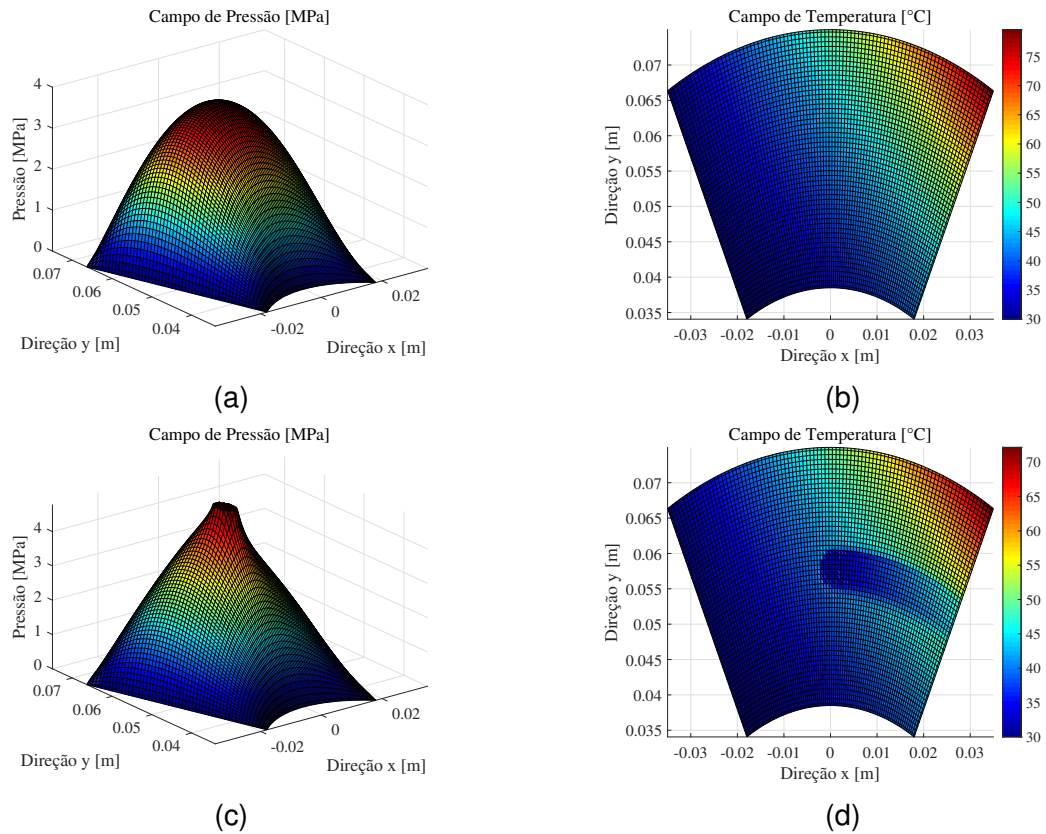 Campo de Pressão [MPa]
4
3
2
1
0
Pressão [MPa]
0.07
0.06
0.05
0.04
Direção y [m]
-0.02
0
0.02
Direção x [m]
(a)
Campo de Temperatura [°C]
0.07
0.065
0.06
0.055
0.05
0.045
0.04
0.035
Direção y [m]
-0.03 -0.02 -0.01 0 0.01 0.02 0.03
Direção x [m]
70
65
60
55
50
45
40
35
30
75
(b)
Campo de Pressão [MPa]
4
3
2
1
0
Pressão [MPa]
0.07
0.06
0.05
0.04
Direção y [m]
-0.02
0
0.02
Direção x [m]
(c)
Campo de Temperatura [°C]
0.07
0.065
0.06
0.055
0.05
0.045
0.04
0.035
Direção y [m]
-0.03 -0.02 -0.01 0 0.01 0.02 0.03
Direção x [m]
70
65
60
55
50
45
40
35
30
(d)